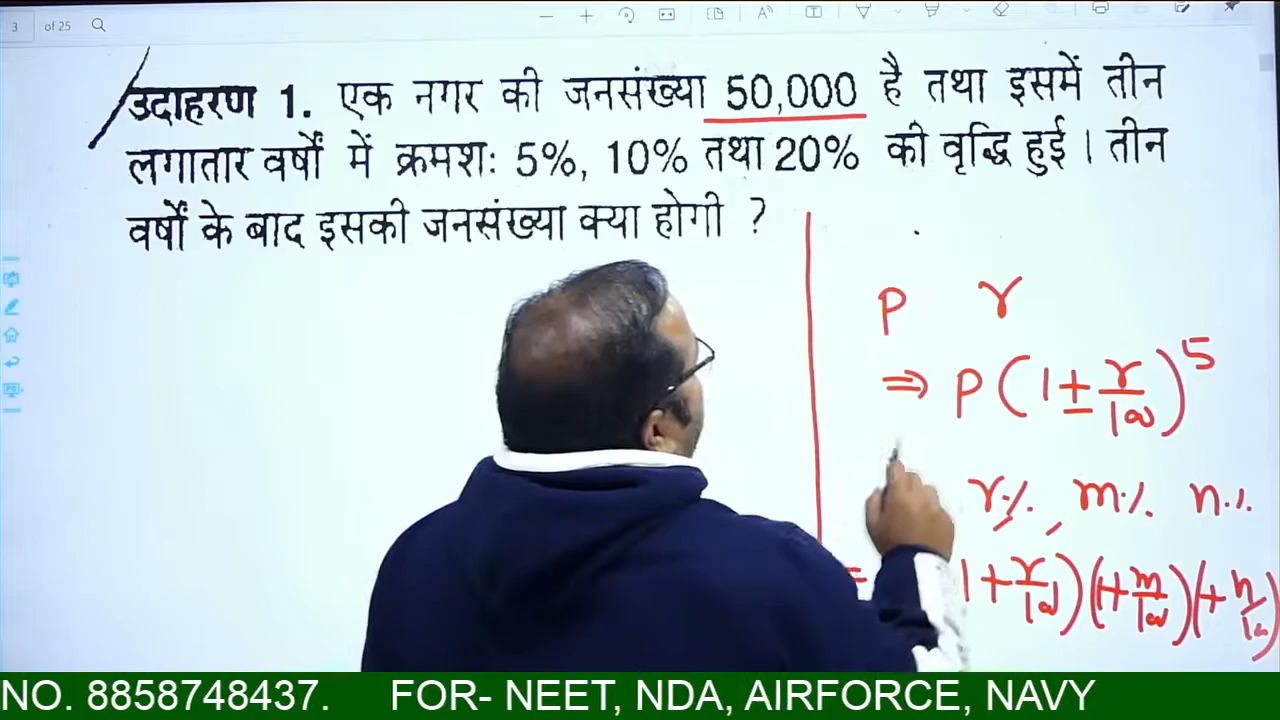 3 of 25
उदाहरण 1. एक नगर की जनसंख्या 50,000 है तथा इसमें तीन
लगातार वर्षों में क्रमशः 5%, 10% तथा 20% की वृद्धि हुई । तीन
वर्षों के बाद इसकी जनसंख्या क्या होगी ?
P r
⇒ P(1±r/100)^5
r%, m% n%
= 1+r/100)(1+m/100)(+n/100)
NO. 8858748437. FOR- NEET, NDA, AIRFORCE, NAVY